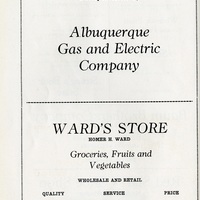 Albuquerque
Gas and Electric
Company
WARD'S STORE
HOMER H. WARD
Groceries, Fruits and
Vegetables
WHOLESALE AND RETAIL
QUALITY SERVICE PRICE